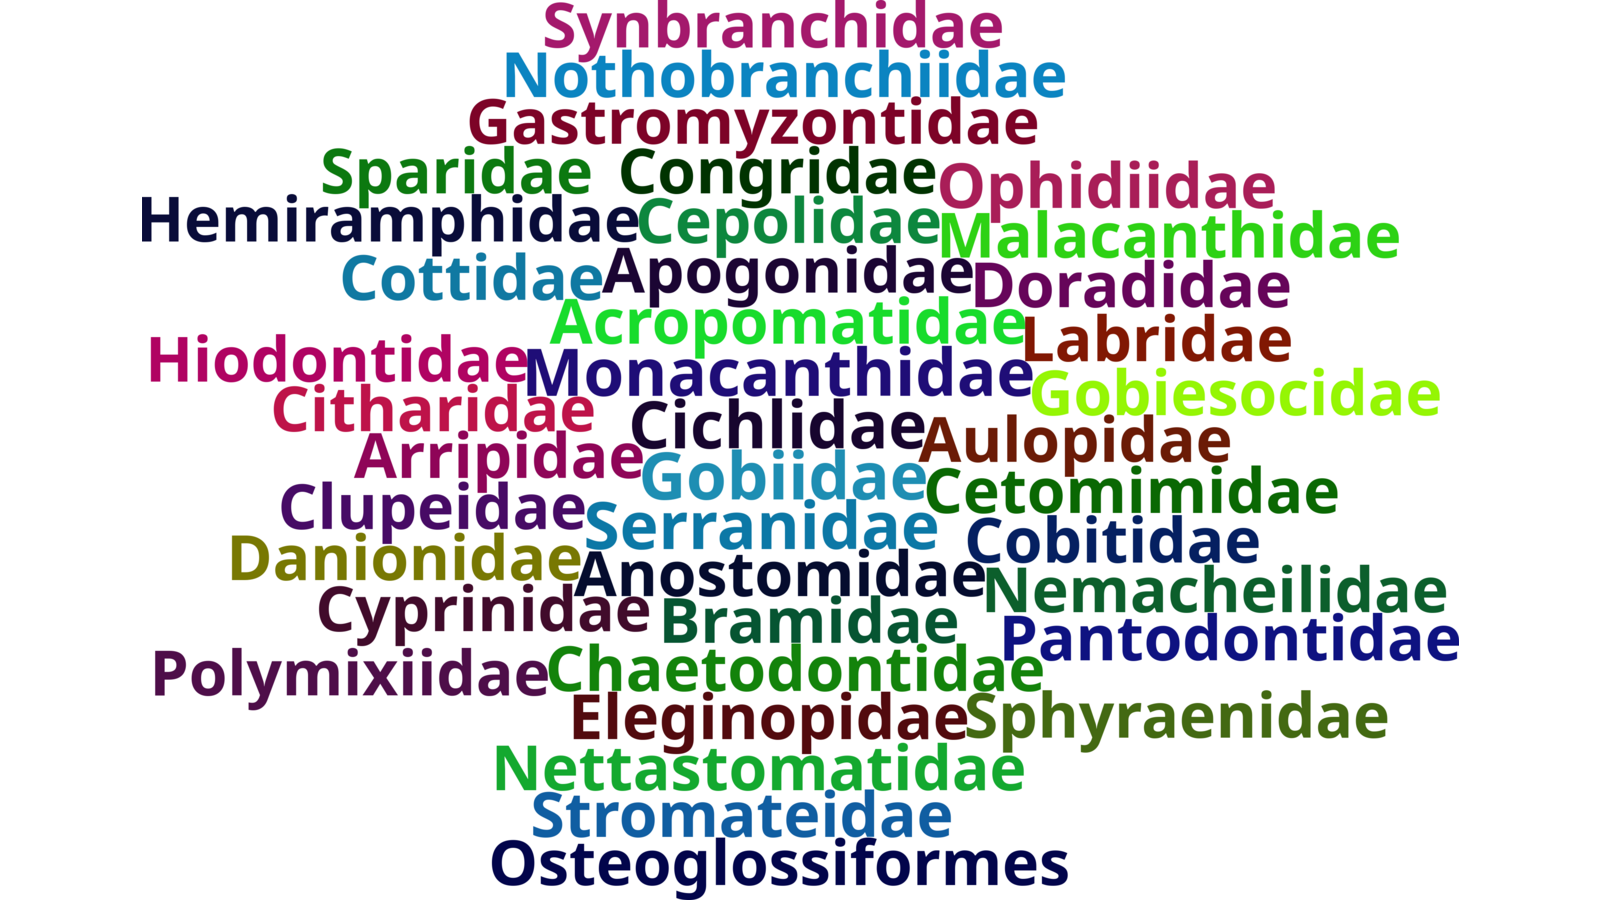 Synbranchidae
Nothobranchiidae
Gastromyzontidae
Sparidae Congridae Ophidiidae
Hemiramphidae Cepolidae Malacanthidae
Cottidae Apogonidae Doradidae
Acropomatidae Labridae
Hiodontidae Monacanthidae Gobiesocidae
Citharidae Cichlidae Aulopidae
Arripidae Gobiidae Cetomimidae
Clupeidae Serranidae Cobitidae
Danionidae Anostomidae Nemacheilidae
Cyprinidae Bramidae Pantodontidae
Polymixiidae Chaetodontidae
Eleginopidae Sphyraenidae
Nettastomatidae
Stromateidae
Osteoglossiformes